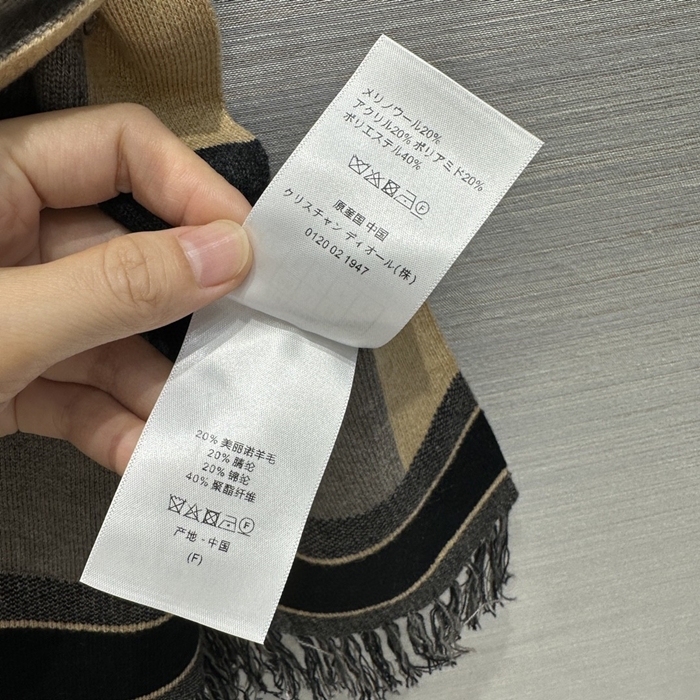 メリノウール20%
アクリル20% ポリアミド20%
ポリエステル40%
F
原産国 中国
クリスチャン ディオール(株)
0120 02 1947
20% 美丽诺羊毛
20% 腈纶
20% 锦纶
40% 聚酯纤维
F
产地 - 中国
(F)